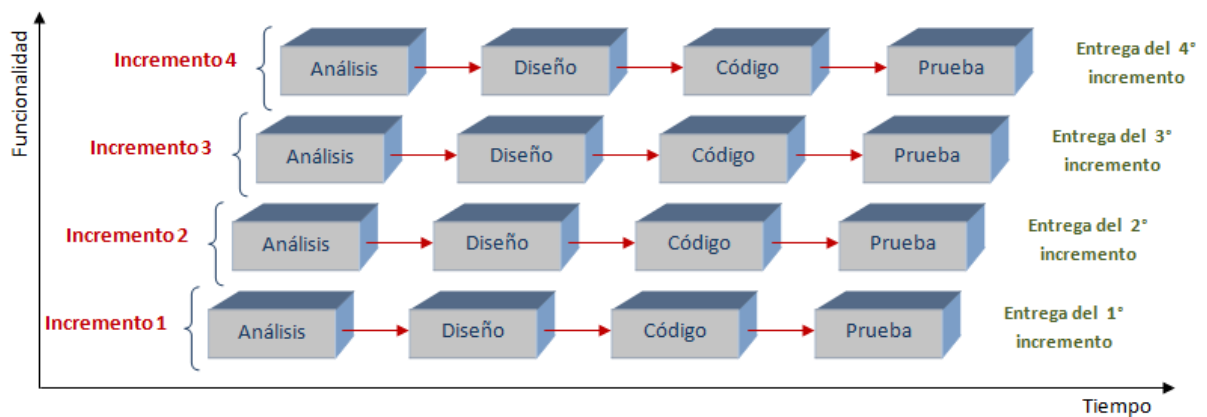 Funcionalidad
Incremento 4
Análisis
Diseño
Código
Prueba
Entrega del 4°
incremento
Incremento 3
Análisis
Diseño
Código
Prueba
Entrega del 3°
incremento
Incremento 2
Análisis
Diseño
Código
Prueba
Entrega del 2°
incremento
Incremento 1
Análisis
Diseño
Código
Prueba
Entrega del 1°
incremento
Tiempo